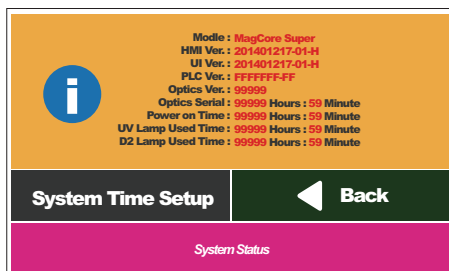 Modle : MagCore Super
HMI Ver. : 201401217-01-H
UI Ver. : 201401217-01-H
PLC Ver. : FFFFFFF-FF
Optics Ver. : 99999
Optics Serial : 99999 Hours : 59 Minute
Power on Time : 99999 Hours : 59 Minute
UV Lamp Used Time : 99999 Hours : 59 Minute
D2 Lamp Used Time : 99999 Hours : 59 Minute
System Time Setup
Back
System Status